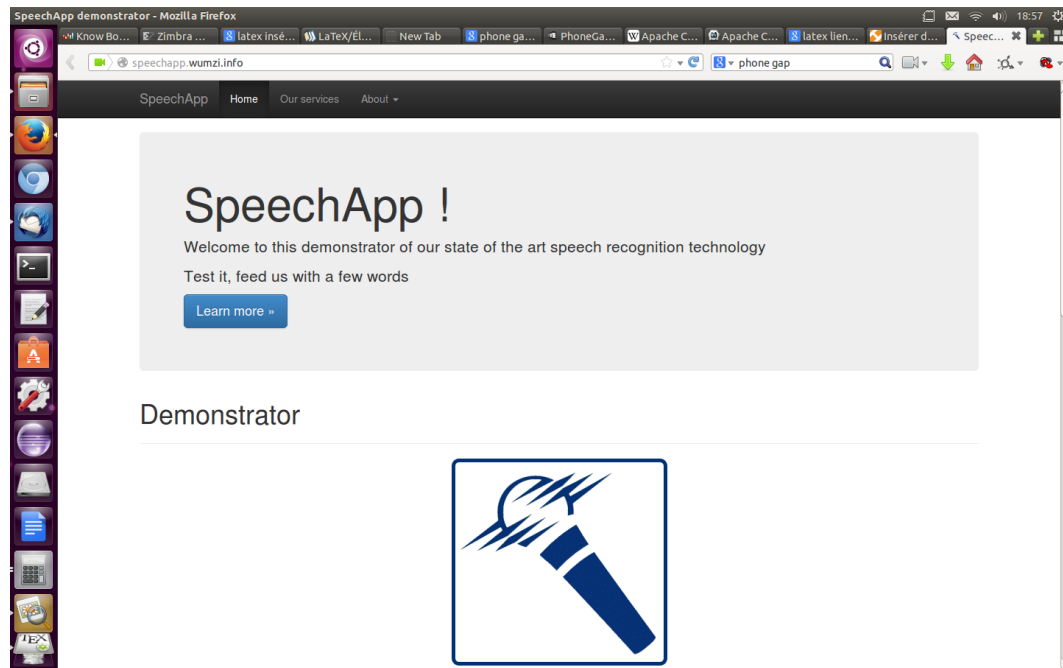 SpeechApp demonstrator - Mozilla Firefox
18:57
Know Bo...
Zimbra ...
latex insé...
LaTeX/Él...
New Tab
phone ga...
PhoneGa...
Apache C...
Apache C...
latex lien...
Insérer d...
Speec...
speechapp.wumzi.info
phone gap
SpeechApp
Home
Our services
About
SpeechApp !
Welcome to this demonstrator of our state of the art speech recognition technology
Test it, feed us with a few words
Learn more »
Demonstrator
TEX